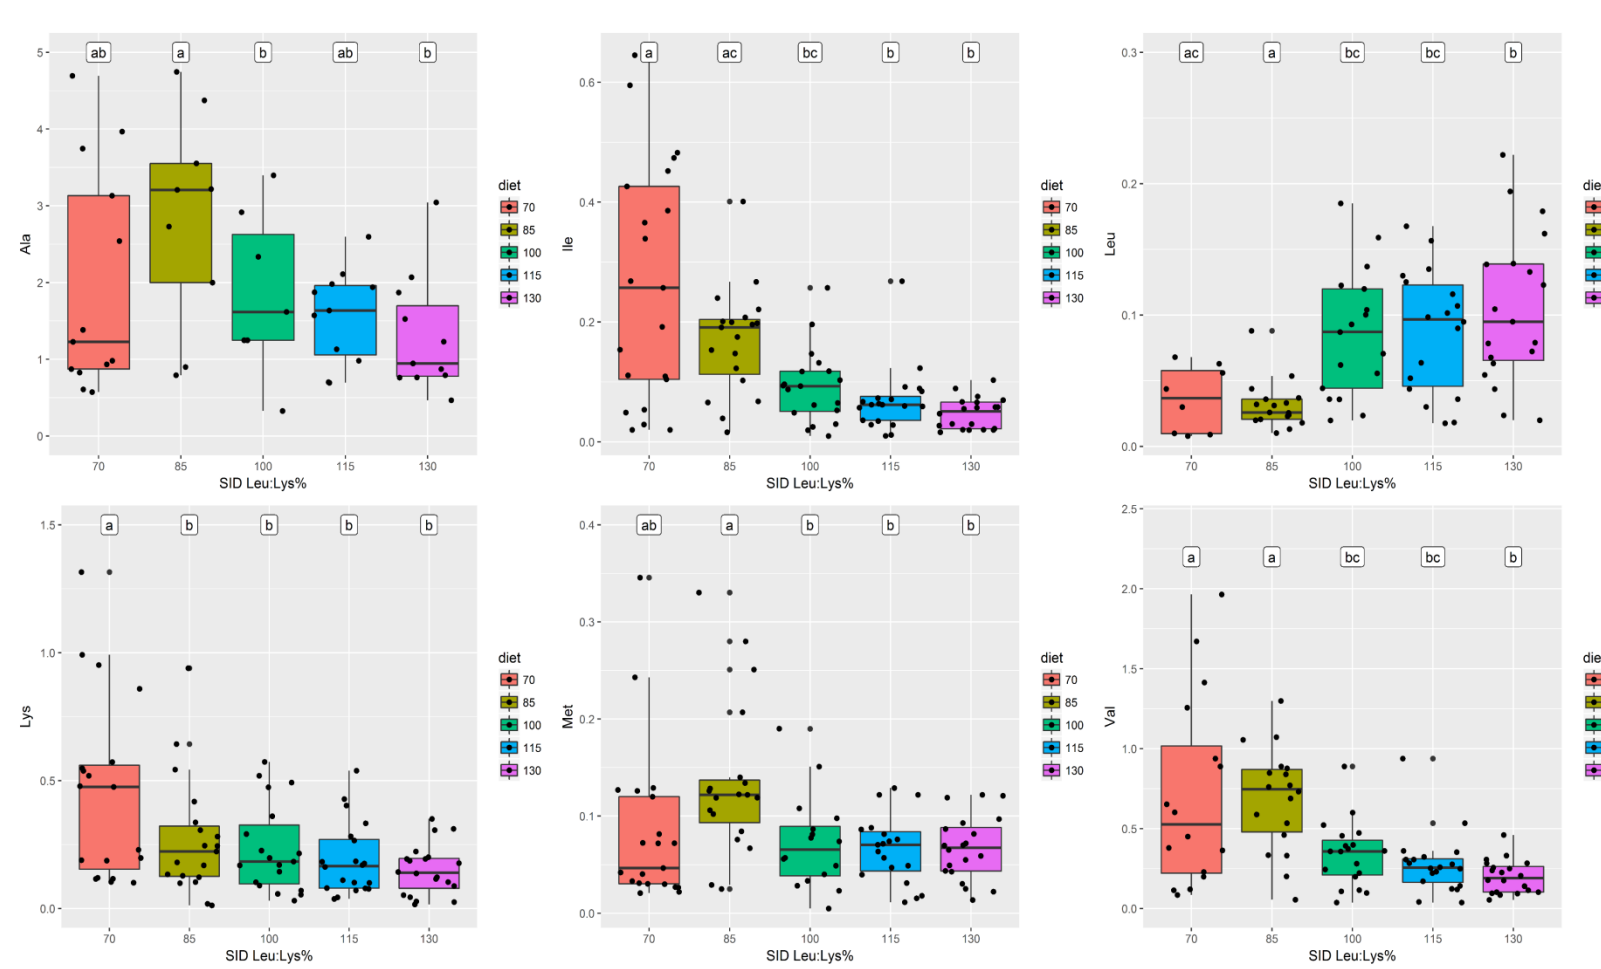 ab a b ab b
5
4
3
2
1
0
Ala
70 85 100 115 130
SID Leu:Lys%
diet
70
85
100
115
130
a ac bc b b
0.6
0.4
0.2
0.0
Ile
70 85 100 115 130
SID Leu:Lys%
diet
70
85
100
115
130
ac a bc bc b
0.3
0.2
0.1
0.0
Leu
70 85 100 115 130
SID Leu:Lys%
die
a b b b b
1.5
1.0
0.5
0.0
Lys
70 85 100 115 130
SID Leu:Lys%
diet
70
85
100
115
130
ab a b b b
0.4
0.3
0.2
0.1
0.0
Met
70 85 100 115 130
SID Leu:Lys%
diet
70
85
100
115
130
2.5
a a bc bc b
2.0
1.5
1.0
0.5
0.0
Val
70 85 100 115 130
SID Leu:Lys%
die